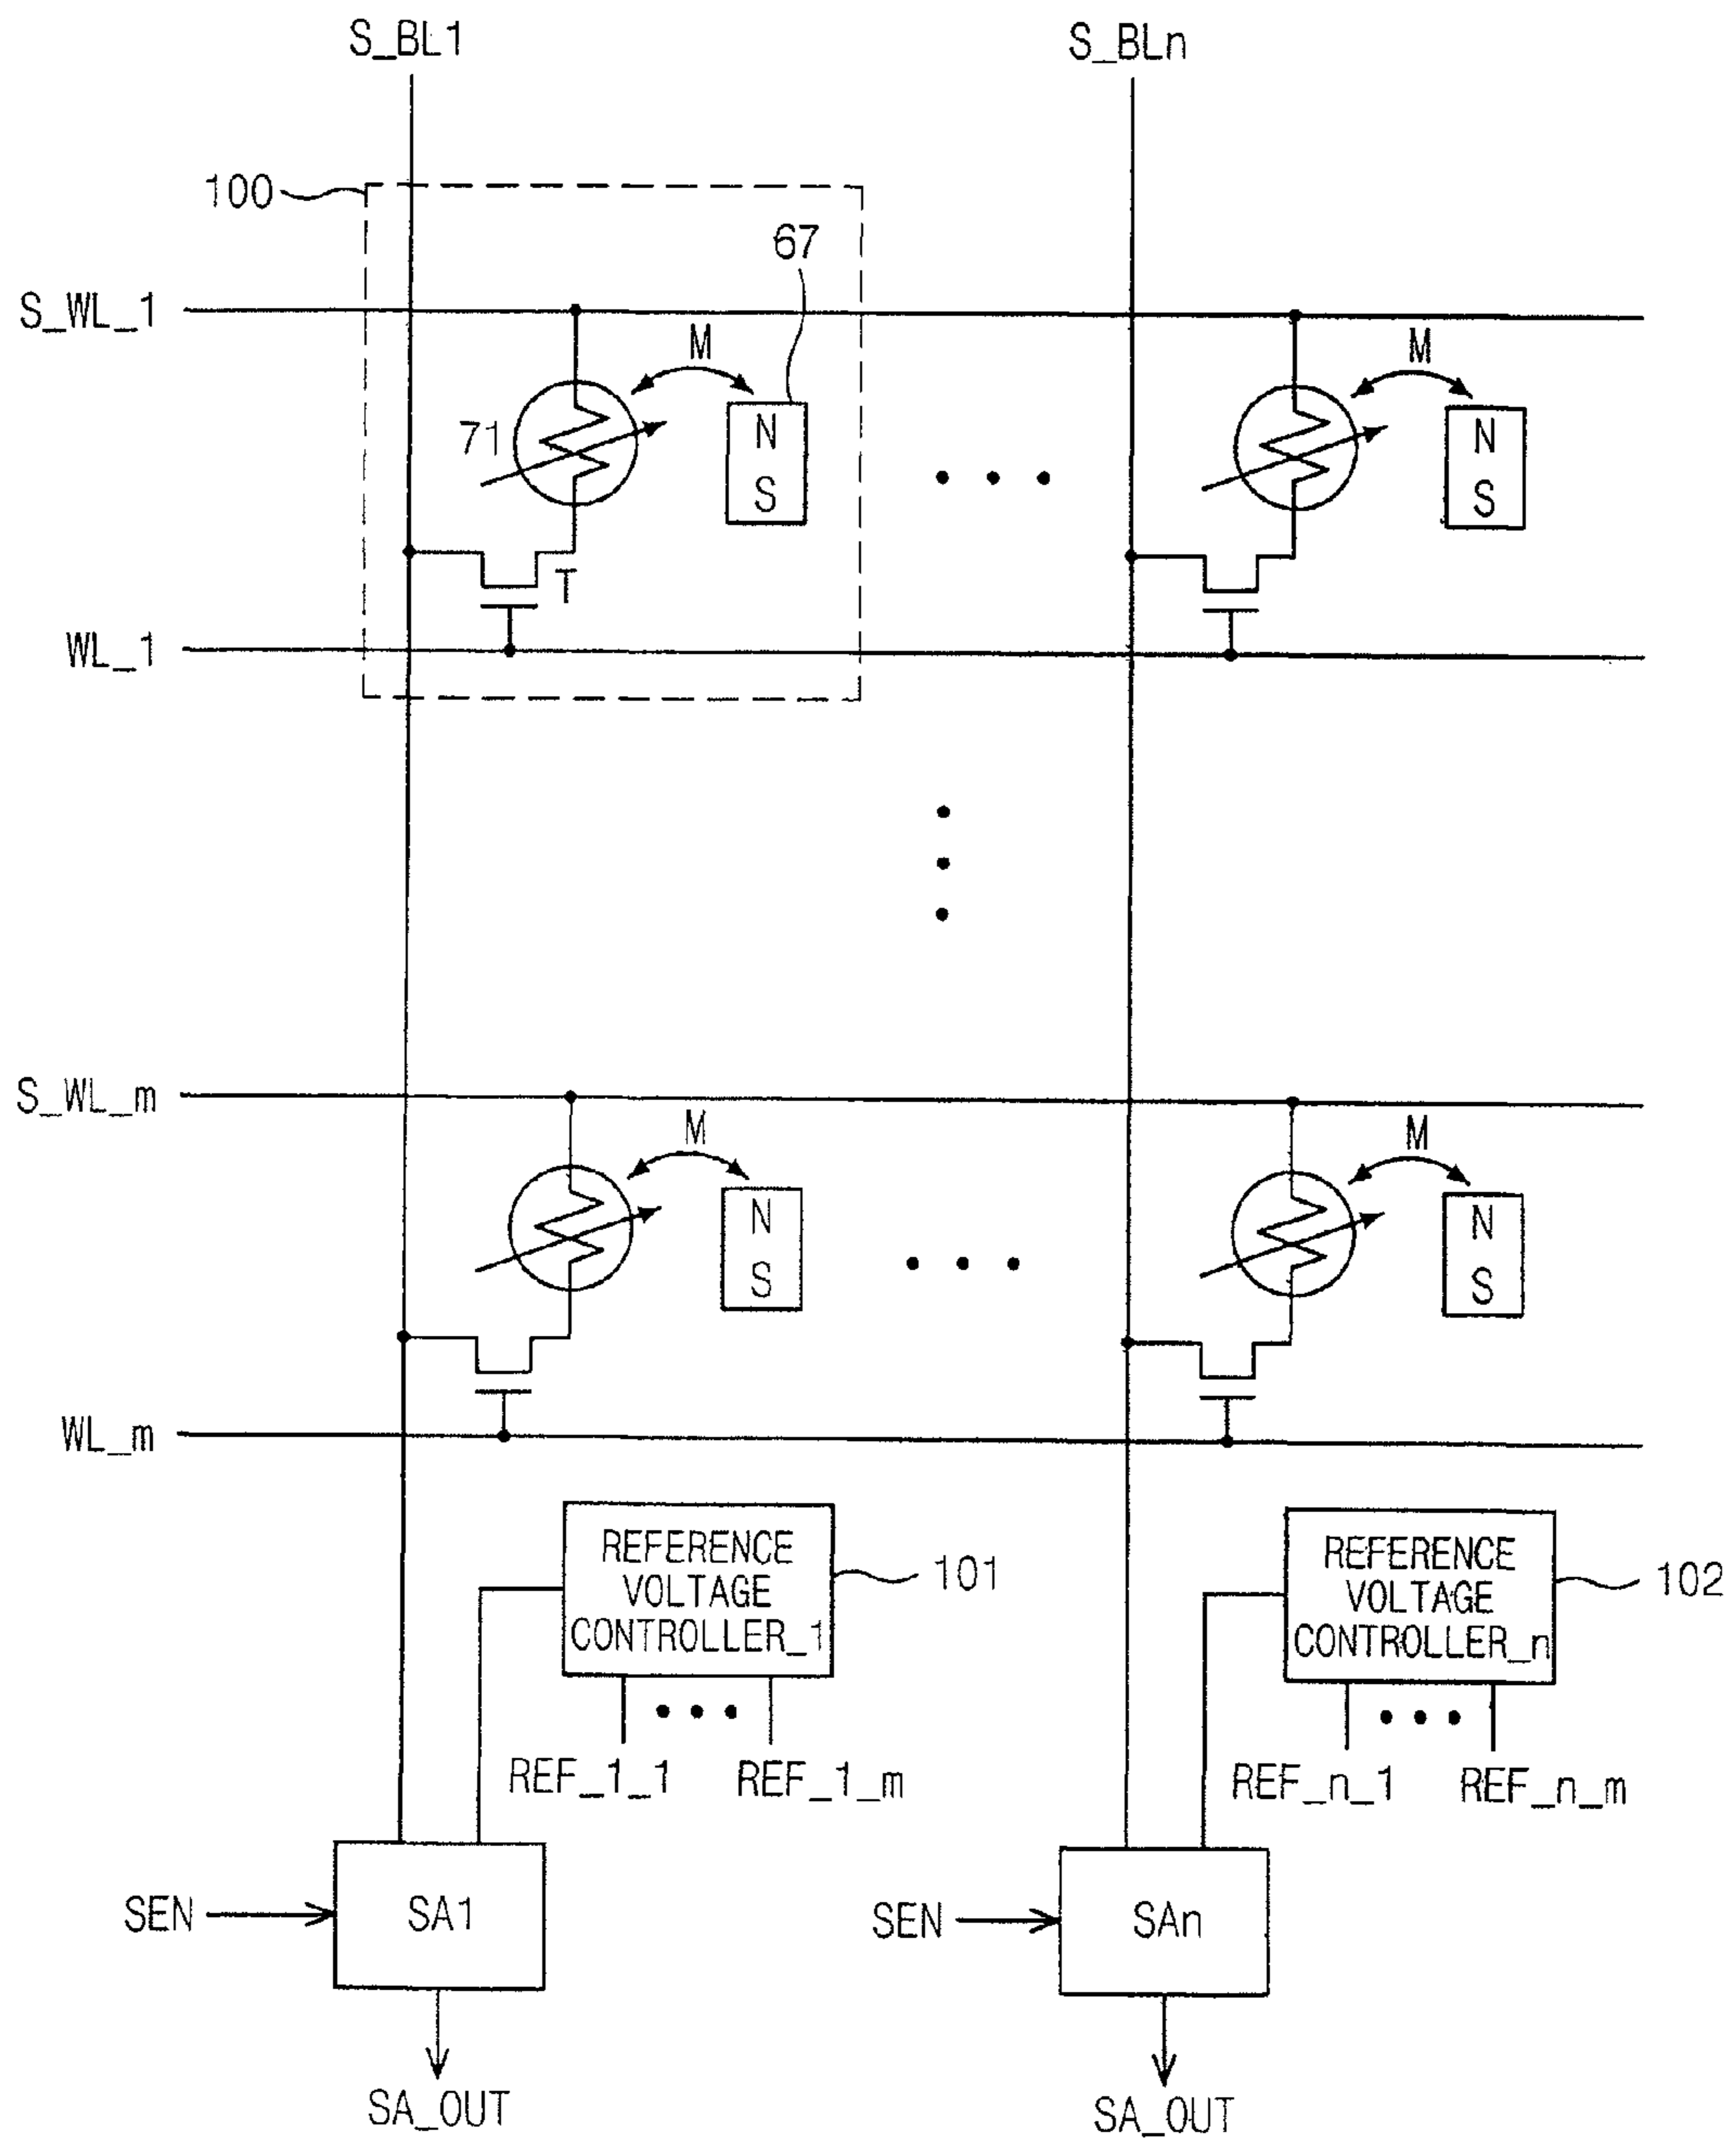 S_BL1
S_BLn
100
67
S_WL_1
M
M
71
N
S
N
S
T
WL_1
S_WL_m
M
M
N
S
N
S
WL_m
REFERENCE
VOLTAGE
CONTROLLER_1
101
REFERENCE
VOLTAGE
CONTROLLER_n
102
REF_1_1
REF_1_m
REF_n_1
REF_n_m
SEN
SA1
SEN
SAn
SA_OUT
SA_OUT